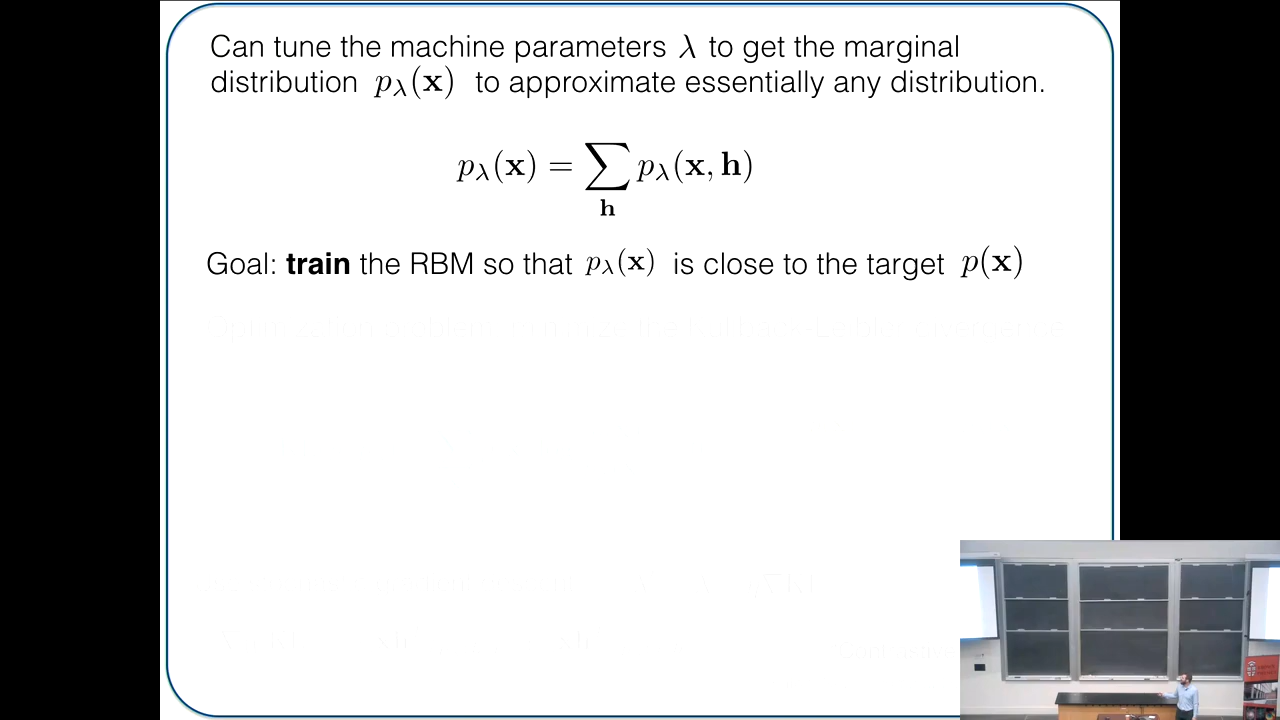 Can tune the machine parameters λ to get the marginal
distribution p_λ(𝐱) to approximate essentially any distribution.
p_λ(𝐱) = ∑_𝐡 p_λ(𝐱, 𝐡)
Goal: train the RBM so that p_λ(𝐱) is close to the target p(𝐱)